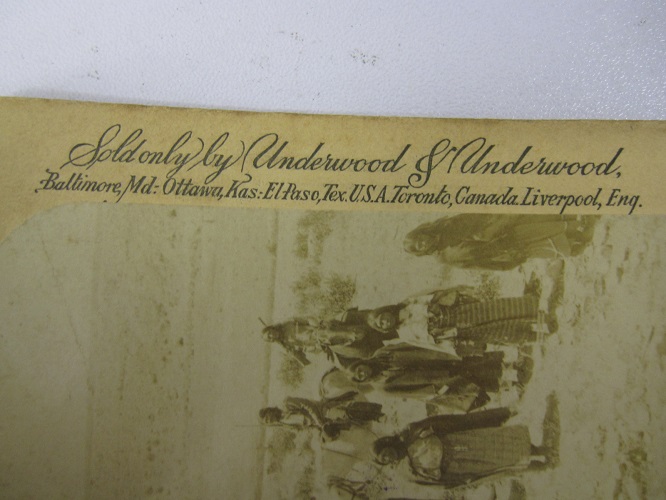 Sold only by Underwood & Underwood,
Baltimore, Md.: Ottawa, Kas.: El-Paso, Tex. U.S.A. Toronto, Canada. Liverpool, Eng.